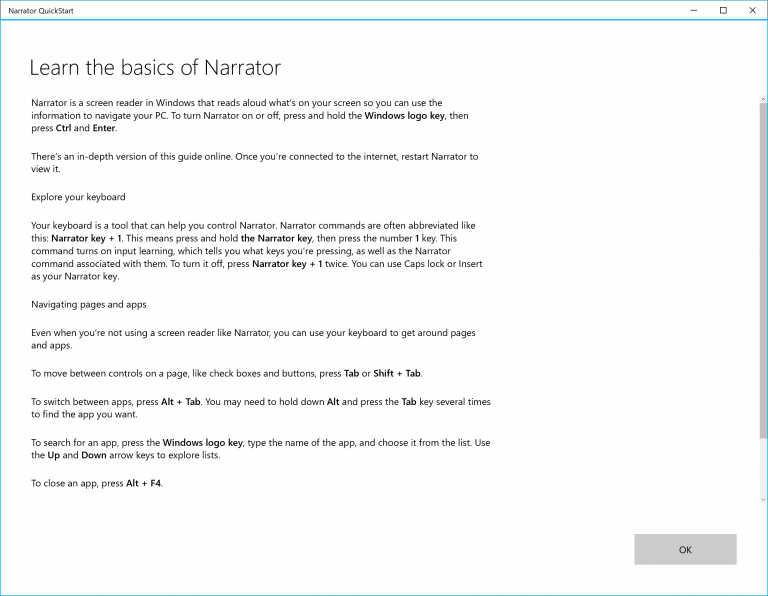 Narrator QuickStart
Learn the basics of Narrator
Narrator is a screen reader in Windows that reads aloud what's on your screen so you can use the
information to navigate your PC. To turn Narrator on or off, press and hold the Windows logo key, then
press Ctrl and Enter.
There's an in-depth version of this guide online. Once you're connected to the internet, restart Narrator to
view it.
Explore your keyboard
Your keyboard is a tool that can help you control Narrator. Narrator commands are often abbreviated like
this: Narrator key + 1. This means press and hold the Narrator key, then press the number 1 key. This
command turns on input learning, which tells you what keys you're pressing, as well as the Narrator
command associated with them. To turn it off, press Narrator key + 1 twice. You can use Caps lock or Insert
as your Narrator key.
Navigating pages and apps
Even when you're not using a screen reader like Narrator, you can use your keyboard to get around pages
and apps.
To move between controls on a page, like check boxes and buttons, press Tab or Shift + Tab.
To switch between apps, press Alt + Tab. You may need to hold down Alt and press the Tab key several times
to find the app you want.
To search for an app, press the Windows logo key, type the name of the app, and choose it from the list. Use
the Up and Down arrow keys to explore lists.
To close an app, press Alt + F4.
OK